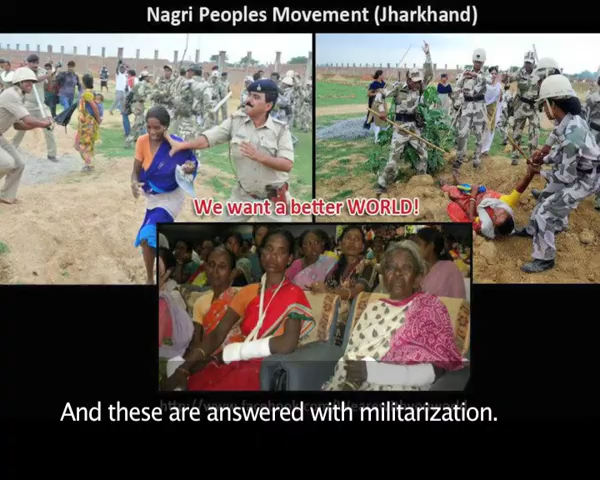 Nagri Peoples Movement (Jharkhand)
We want a better WORLD!
And these are answered with militarization.